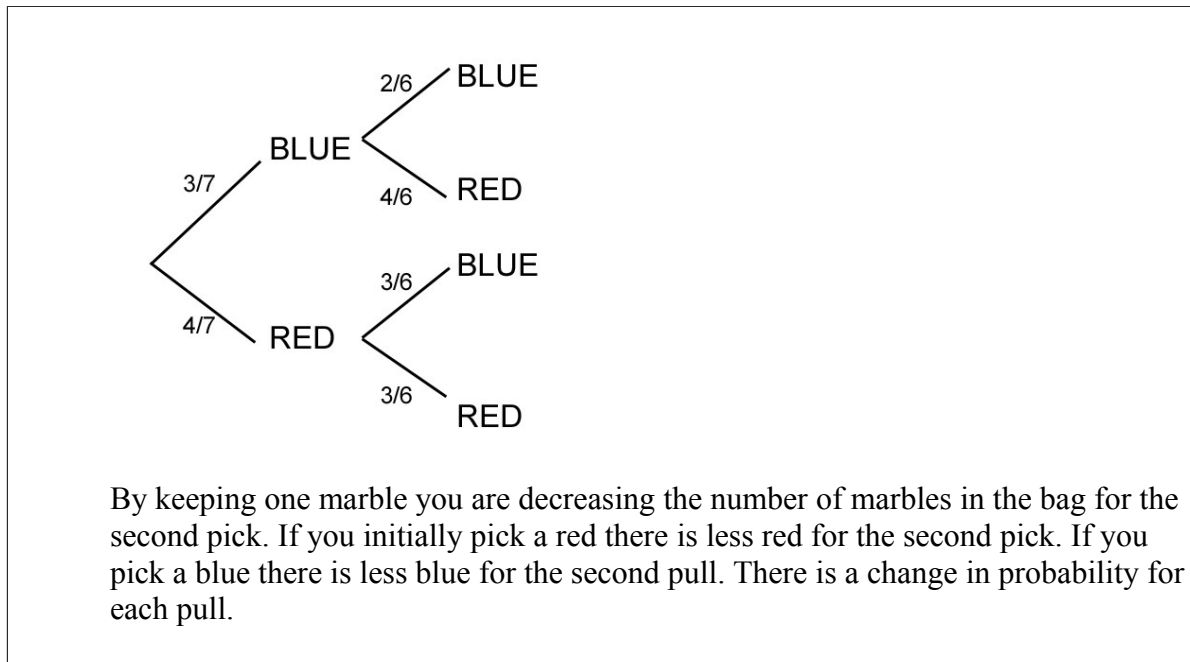 2/6 BLUE
BLUE
3/7
4/6 RED
3/6 BLUE
4/7 RED
3/6
RED
By keeping one marble you are decreasing the number of marbles in the bag for the
second pick. If you initially pick a red there is less red for the second pick. If you
pick a blue there is less blue for the second pull. There is a change in probability for
each pull.